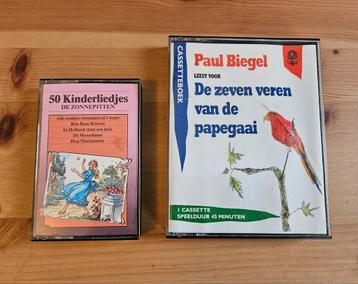 50 Kinderliedjes
DE ZONNEPITTEN
Alle eendjes zwemmen in 't water
Bim Bam Beieren
In Holland staat een huis
De Mosselman
Hop Marianneke
CASSETTEBOEK
Paul Biegel
LEEST VOOR
De zeven veren
van de
papegaai
1 CASSETTE
SPEELDUUR 45 MINUTEN